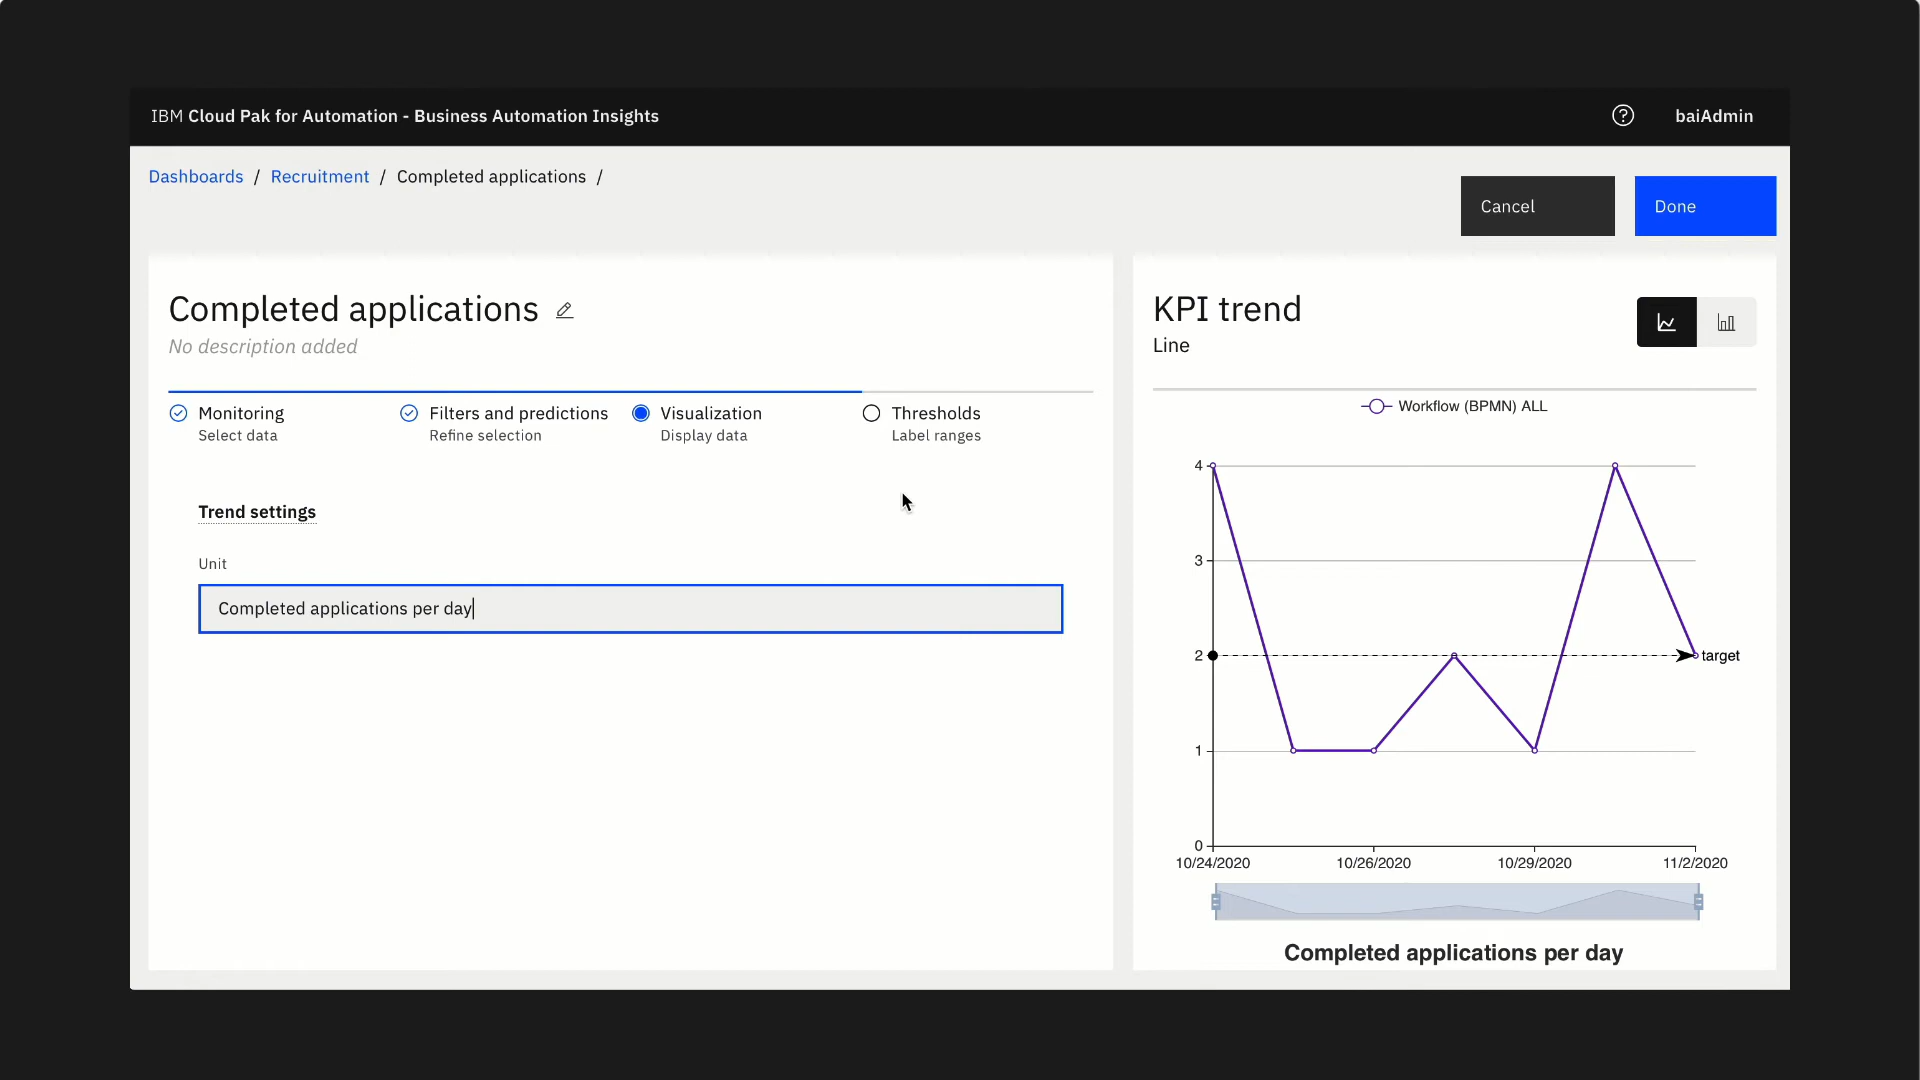 IBM Cloud Pak for Automation - Business Automation Insights
baiAdmin
Dashboards / Recruitment / Completed applications /
Cancel
Done
Completed applications
No description added
Monitoring
Select data
Filters and predictions
Refine selection
Visualization
Display data
Thresholds
Label ranges
Trend settings
Unit
Completed applications per day
KPI trend
Line
Workflow (BPMN) ALL
4
3
2
target
1
0
10/24/2020
10/26/2020
10/29/2020
11/2/2020
Completed applications per day